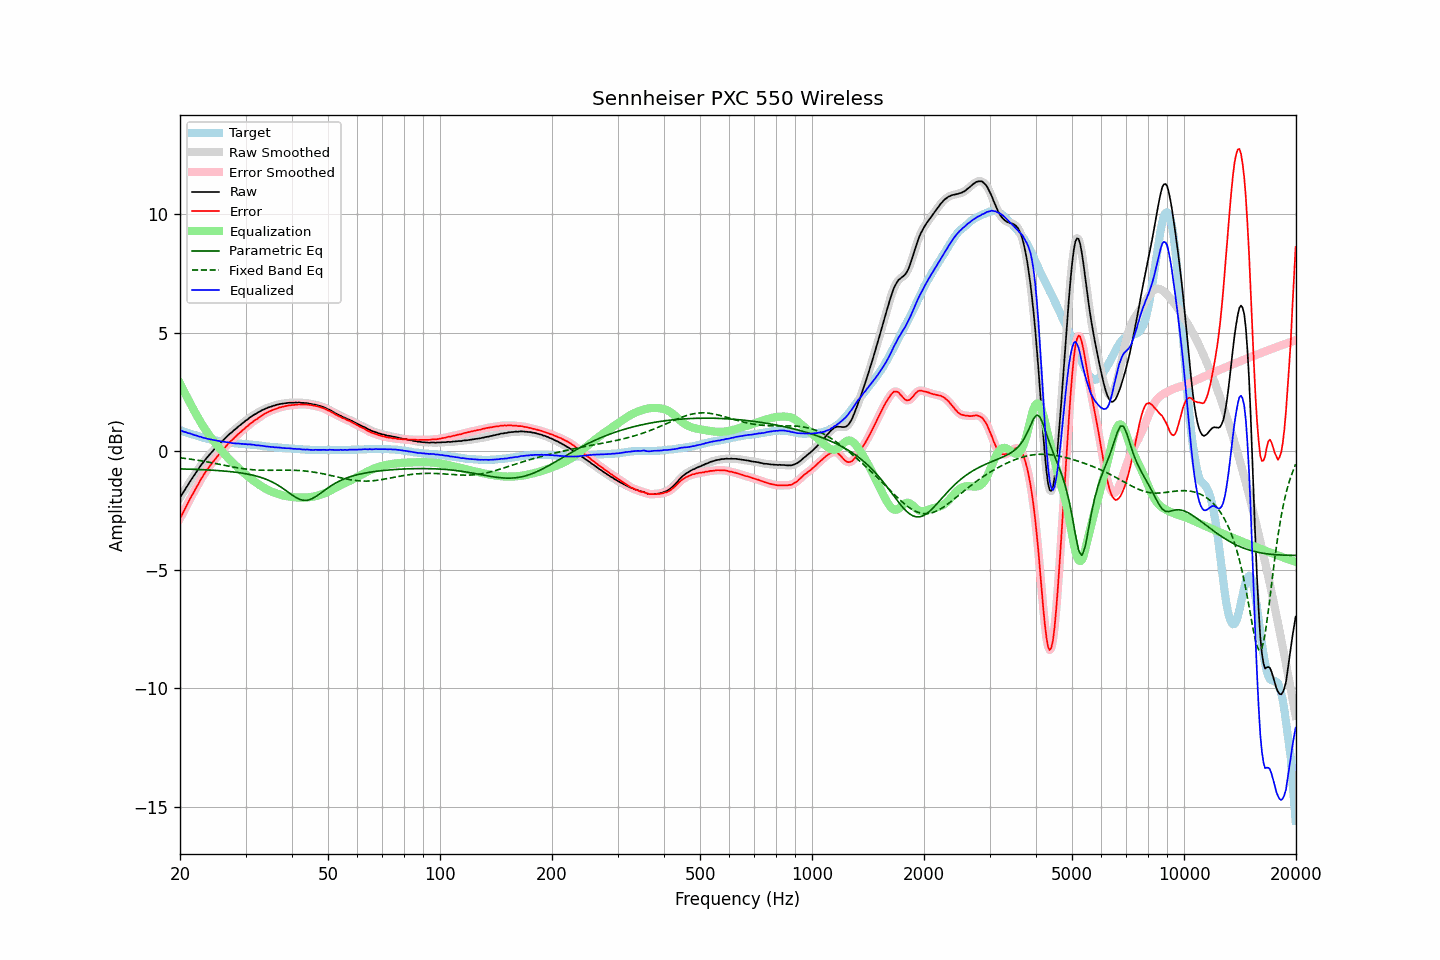 Sennheiser PXC 550 Wireless
Target
Raw Smoothed
Error Smoothed
Raw
Error
Equalization
Parametric Eq
Fixed Band Eq
Equalized
Amplitude (dBr)
10
5
0
−5
−10
−15
20 50 100 200 500 1000 2000 5000 10000 20000
Frequency (Hz)